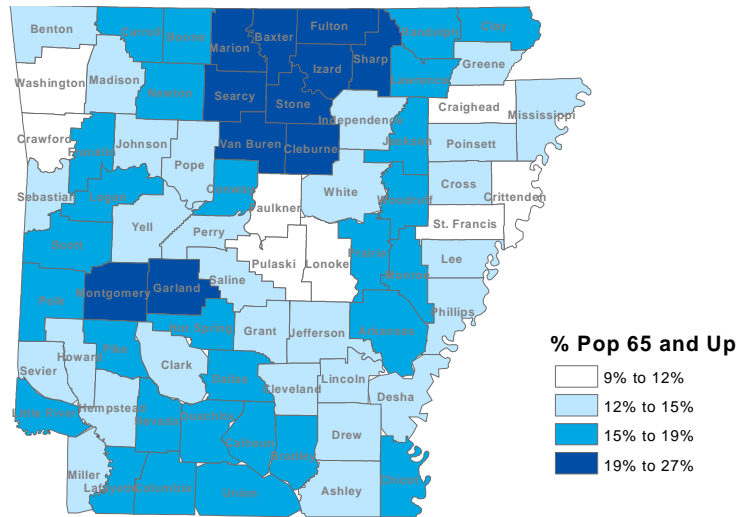 Benton
Carroll
Boone
Marion
Baxter
Fulton
Randolph
Clay
Sharp
Izard
Greene
Washington
Madison
Newton
Searcy
Stone
Lawrence
Craighead
Mississippi
Independence
Crawford
Franklin
Johnson
Pope
Van Buren
Cleburne
Jackson
Poinsett
Sebastian
Logan
Conway
White
Woodruff
Cross
Crittenden
Faulkner
St. Francis
Yell
Perry
Scott
Pulaski
Lonoke
Prairie
Monroe
Lee
Polk
Montgomery
Garland
Saline
Phillips
Hot Spring
Grant
Jefferson
Arkansas
Howard
Pike
Clark
Sevier
Dallas
Cleveland
Lincoln
Desha
Little River
Hempstead
Nevada
Ouachita
Calhoun
Bradley
Drew
Miller
Lafayette
Columbia
Union
Ashley
Chicot
% Pop 65 and Up
9% to 12%
12% to 15%
15% to 19%
19% to 27%